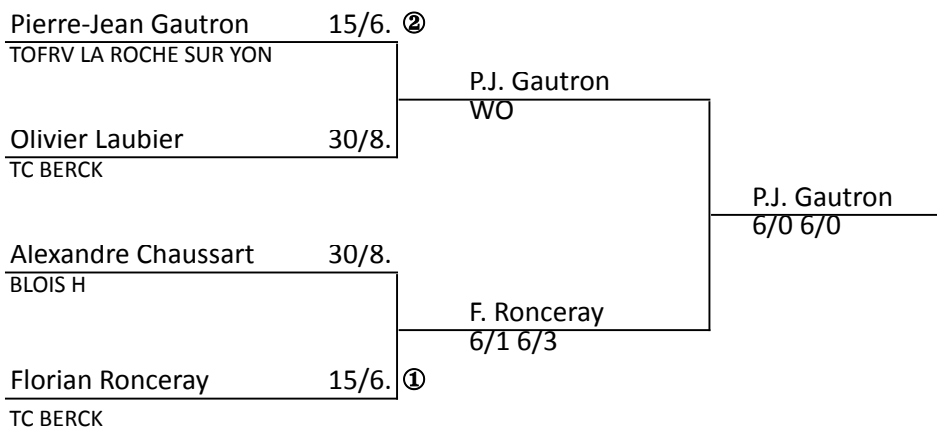 Pierre-Jean Gautron 15/6. ②
TOFRV LA ROCHE SUR YON
P.J. Gautron
WO
Olivier Laubier 30/8.
TC BERCK
P.J. Gautron
6/0 6/0
Alexandre Chaussart 30/8.
BLOIS H
F. Ronceray
6/1 6/3
Florian Ronceray 15/6. ①
TC BERCK